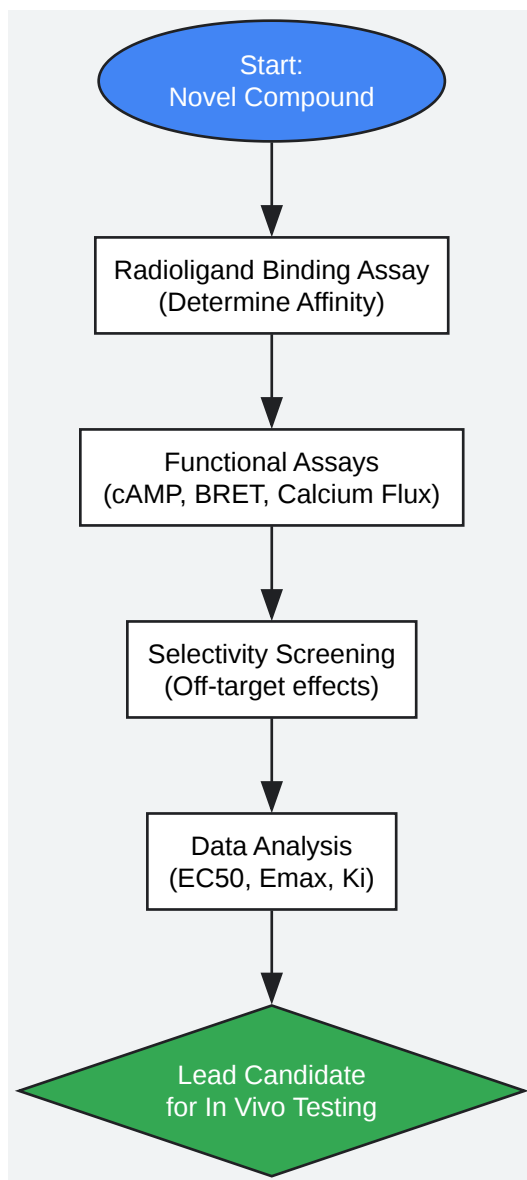 Start:
Novel Compound
Radioligand Binding Assay
(Determine Affinity)
Functional Assays
(cAMP, BRET, Calcium Flux)
Selectivity Screening
(Off-target effects)
Data Analysis
(EC50, Emax, Ki)
Lead Candidate
for In Vivo Testing